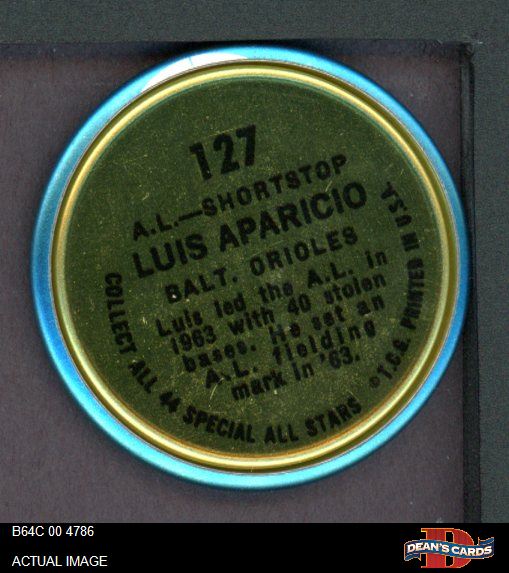 127
A.L.—SHORTSTOP
LUIS APARICIO
BALT. ORIOLES
Luis led the A.L. in
1963 with 40 stolen
bases. He set an
A.L. fielding
mark in '63.
COLLECT ALL 44 SPECIAL ALL STARS
© T.C.G. PRINTED IN U.S.A.
B64C 00 4786
ACTUAL IMAGE
D
DEAN'S CARDS